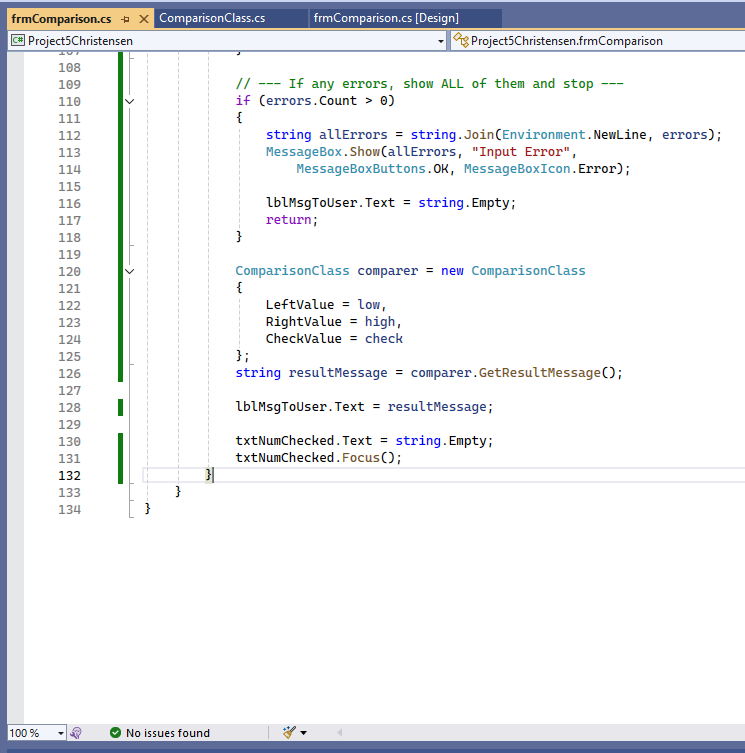 frmComparison.cs
ComparisonClass.cs
frmComparison.cs [Design]
C# Project5Christensen
Project5Christensen.frmComparison
107 }
108
109 // --- If any errors, show ALL of them and stop ---
110 if (errors.Count > 0)
111 {
112 string allErrors = string.Join(Environment.NewLine, errors);
113 MessageBox.Show(allErrors, "Input Error",
114 MessageBoxButtons.OK, MessageBoxIcon.Error);
115
116 lblMsgToUser.Text = string.Empty;
117 return;
118 }
119
120 ComparisonClass comparer = new ComparisonClass
121 {
122 LeftValue = low,
123 RightValue = high,
124 CheckValue = check
125 };
126 string resultMessage = comparer.GetResultMessage();
127
128 lblMsgToUser.Text = resultMessage;
129
130 txtNumChecked.Text = string.Empty;
131 txtNumChecked.Focus();
132 }
133 }
134 }
100 %
No issues found